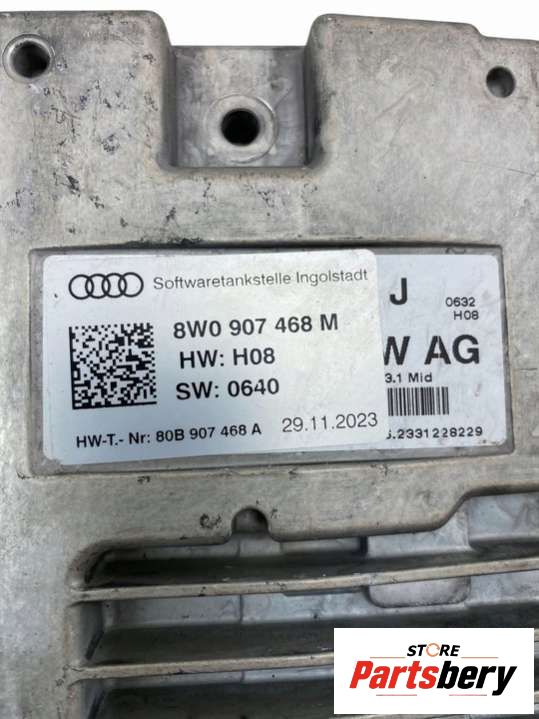 Softwaretankstelle Ingolstadt
8W0 907 468 M
HW: H08
SW: 0640
HW-T.- Nr: 80B 907 468 A 29.11.2023
J 0632
H08
W AG
3.1 Mid
.2331228229
STORE
Partsbery